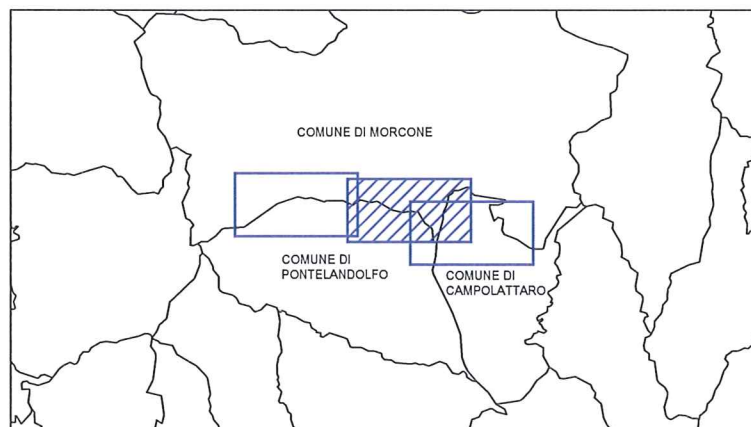 COMUNE DI MORCONE
COMUNE DI
PONTELANDOLFO
COMUNE DI
CAMPOLATTARO